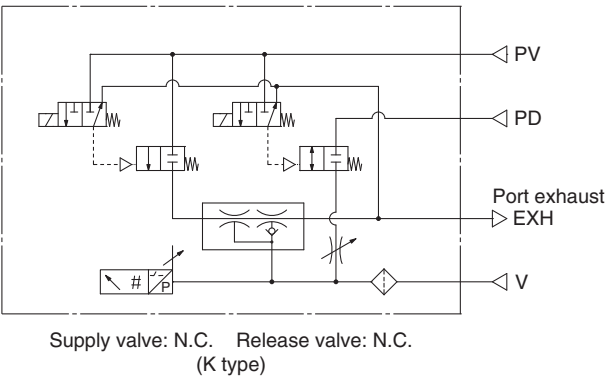 PV
PD
Port exhaust
EXH
# P V
Supply valve: N.C. Release valve: N.C.
(K type)